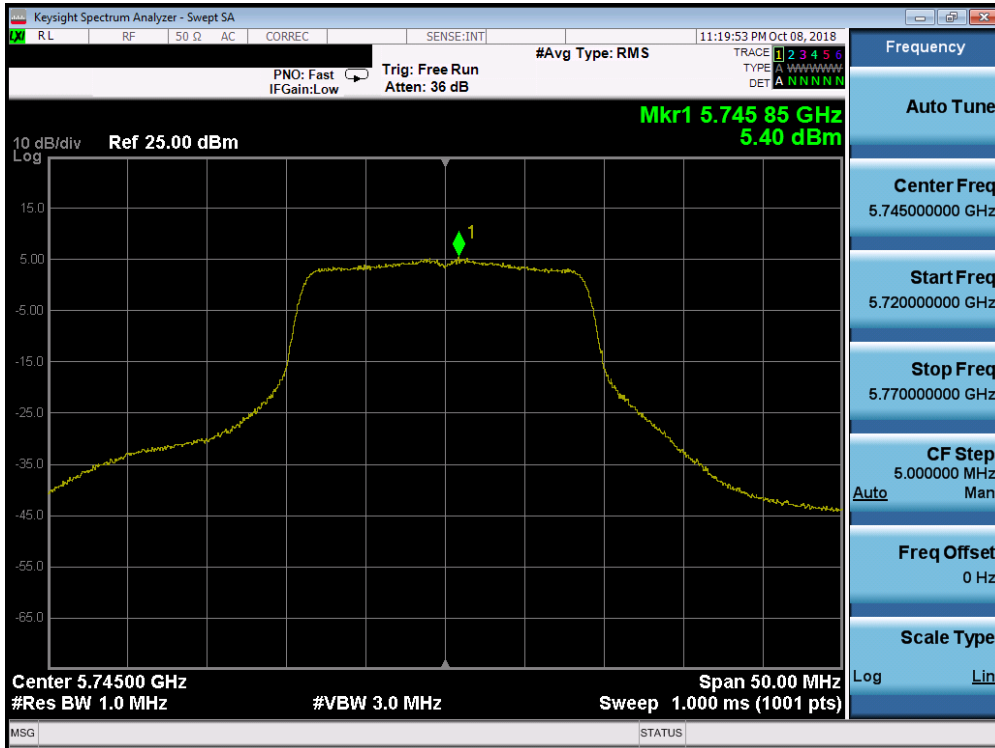 Keysight Spectrum Analyzer - Swept SA
LXI RL RF 50 Ω AC CORREC SENSE:INT 11:19:53 PM Oct 08, 2018
PNO: Fast
IFGain:Low
Trig: Free Run
Atten: 36 dB
#Avg Type: RMS
TRACE 1 2 3 4 5 6
TYPE A WWWWW
DET A N N N N N
Mkr1 5.745 85 GHz
5.40 dBm
10 dB/div Ref 25.00 dBm
Log
15.0
1
5.00
-5.00
-15.0
-25.0
-35.0
-45.0
-55.0
-65.0
Center 5.74500 GHz Span 50.00 MHz
#Res BW 1.0 MHz #VBW 3.0 MHz Sweep 1.000 ms (1001 pts)
MSG STATUS
Frequency
Auto Tune
Center Freq
5.745000000 GHz
Start Freq
5.720000000 GHz
Stop Freq
5.770000000 GHz
CF Step
5.000000 MHz
Auto Man
Freq Offset
0 Hz
Scale Type
Log Lin